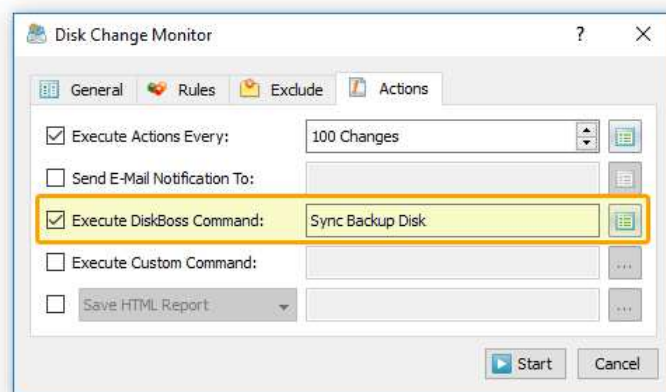 Disk Change Monitor ?
General Rules Exclude Actions
Execute Actions Every: 100 Changes
Send E-Mail Notification To:
Execute DiskBoss Command: Sync Backup Disk
Execute Custom Command: ...
Save HTML Report ...
Start Cancel